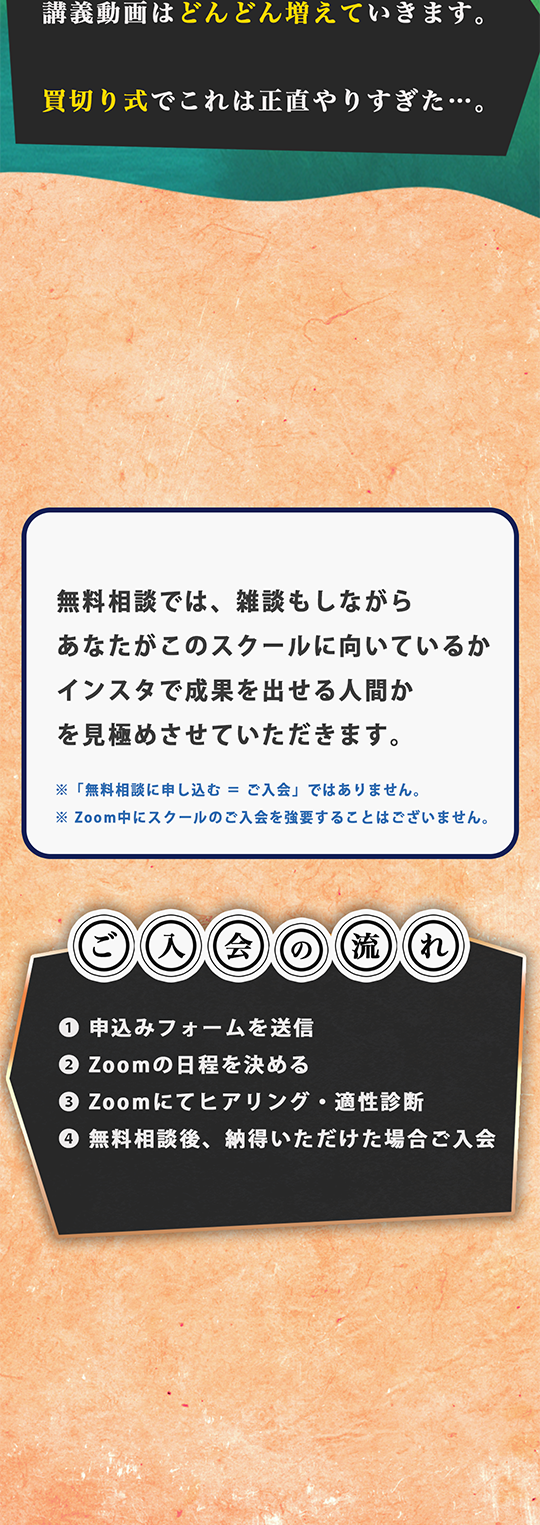 講義動画はどんどん増えていきます。
買切り式でこれは正直やりすぎた…。
無料相談では、雑談もしながら
あなたがこのスクールに向いているか
インスタで成果を出せる人間か
を見極めさせていただきます。
※「無料相談に申し込む ＝ ご入会」ではありません。
※ Zoom中にスクールのご入会を強要することはございません。
ご入会の流れ
❶ 申込みフォームを送信
❷ Zoomの日程を決める
❸ Zoomにてヒアリング・適性診断
❹ 無料相談後、納得いただけた場合ご入会